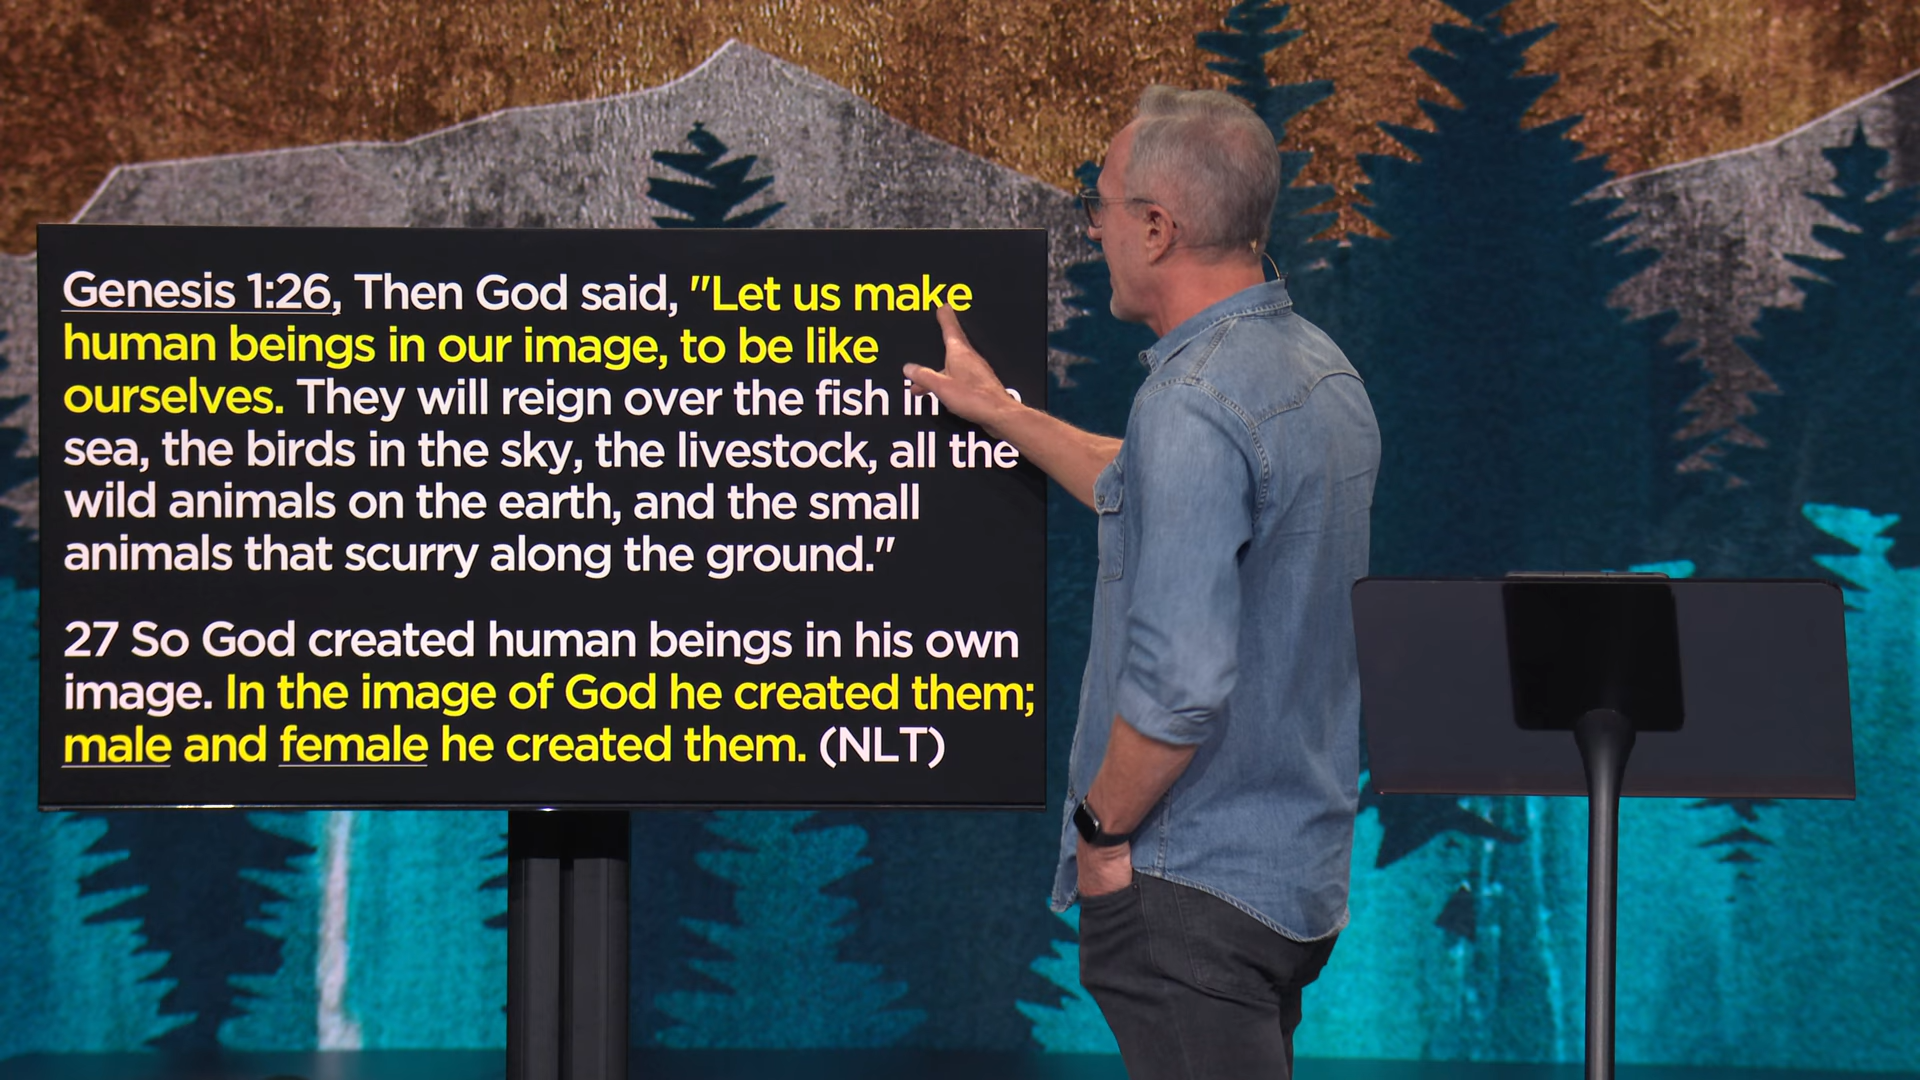 Genesis 1:26, Then God said, "Let us make
human beings in our image, to be like
ourselves. They will reign over the fish in
sea, the birds in the sky, the livestock, all the
wild animals on the earth, and the small
animals that scurry along the ground."
27 So God created human beings in his own
image. In the image of God he created them;
male and female he created them. (NLT)